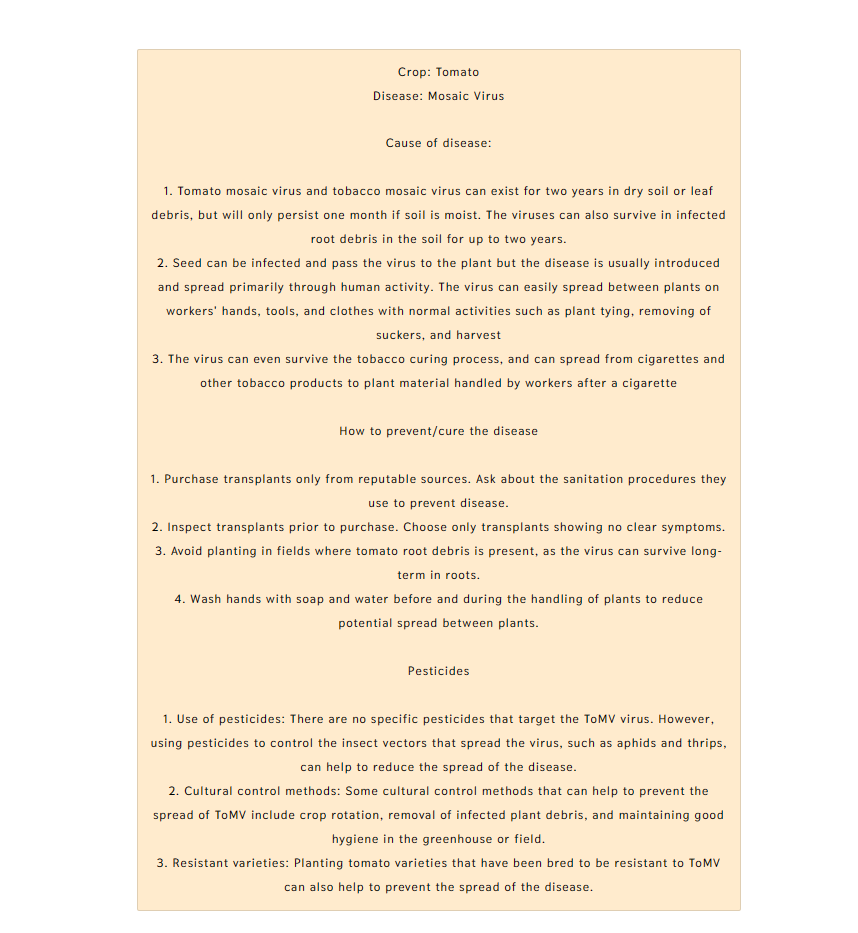 Crop: Tomato
Disease: Mosaic Virus
Cause of disease:
1. Tomato mosaic virus and tobacco mosaic virus can exist for two years in dry soil or leaf
debris, but will only persist one month if soil is moist. The viruses can also survive in infected
root debris in the soil for up to two years.
2. Seed can be infected and pass the virus to the plant but the disease is usually introduced
and spread primarily through human activity. The virus can easily spread between plants on
workers' hands, tools, and clothes with normal activities such as plant tying, removing of
suckers, and harvest
3. The virus can even survive the tobacco curing process, and can spread from cigarettes and
other tobacco products to plant material handled by workers after a cigarette
How to prevent/cure the disease
1. Purchase transplants only from reputable sources. Ask about the sanitation procedures they
use to prevent disease.
2. Inspect transplants prior to purchase. Choose only transplants showing no clear symptoms.
3. Avoid planting in fields where tomato root debris is present, as the virus can survive long-
term in roots.
4. Wash hands with soap and water before and during the handling of plants to reduce
potential spread between plants.
Pesticides
1. Use of pesticides: There are no specific pesticides that target the ToMV virus. However,
using pesticides to control the insect vectors that spread the virus, such as aphids and thrips,
can help to reduce the spread of the disease.
2. Cultural control methods: Some cultural control methods that can help to prevent the
spread of ToMV include crop rotation, removal of infected plant debris, and maintaining good
hygiene in the greenhouse or field.
3. Resistant varieties: Planting tomato varieties that have been bred to be resistant to ToMV
can also help to prevent the spread of the disease.